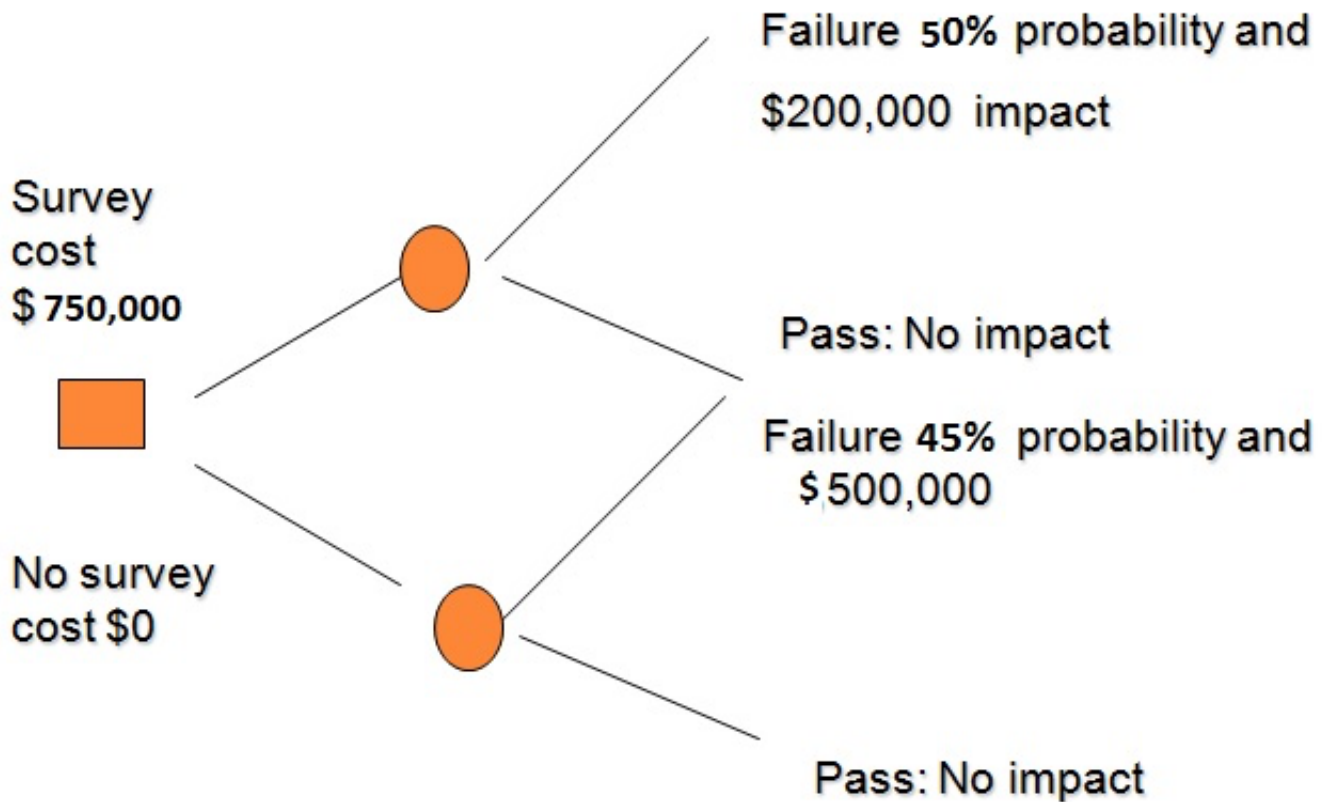 Failure 50% probability and
$200,000 impact
Survey
cost
$ 750,000
Pass: No impact
Failure 45% probability and
$500,000
No survey
cost $0
Pass: No impact